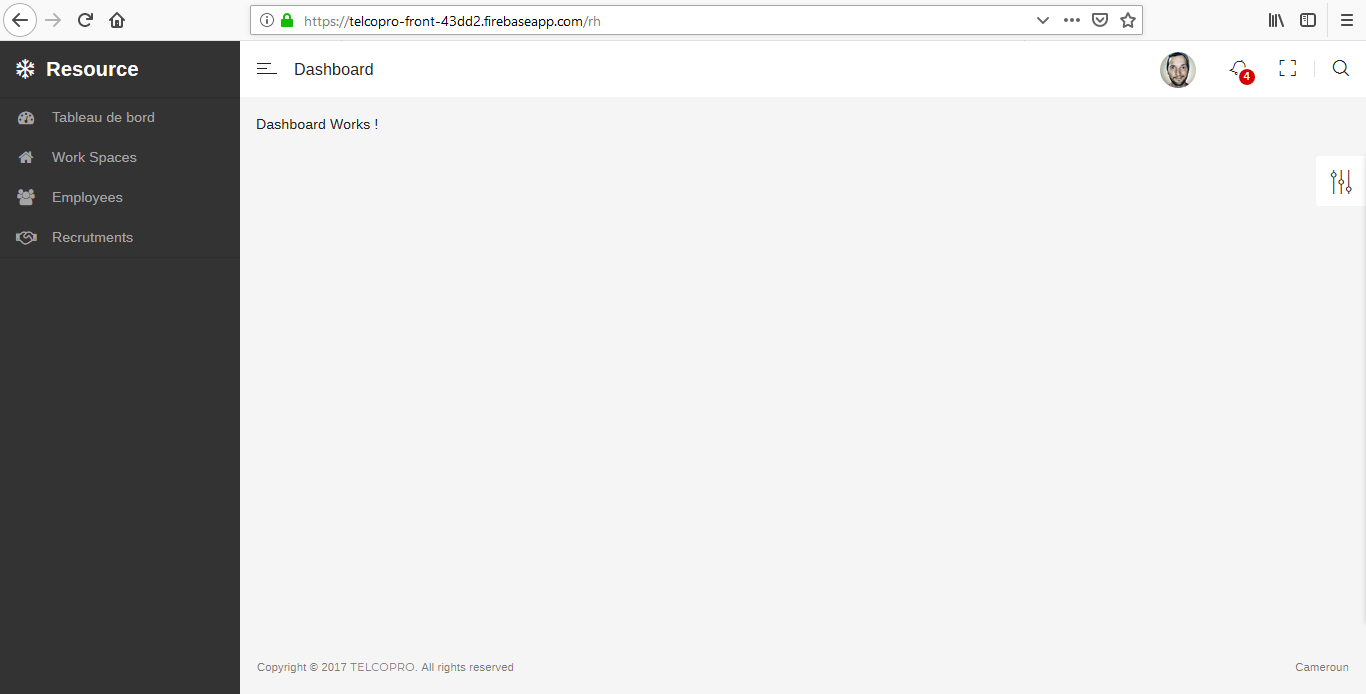 https://telcopro-front-43dd2.firebaseapp.com/rh
Resource
Dashboard
4
Tableau de bord
Dashboard Works !
Work Spaces
Employees
Recrutments
Copyright © 2017 TELCOPRO. All rights reserved
Cameroun